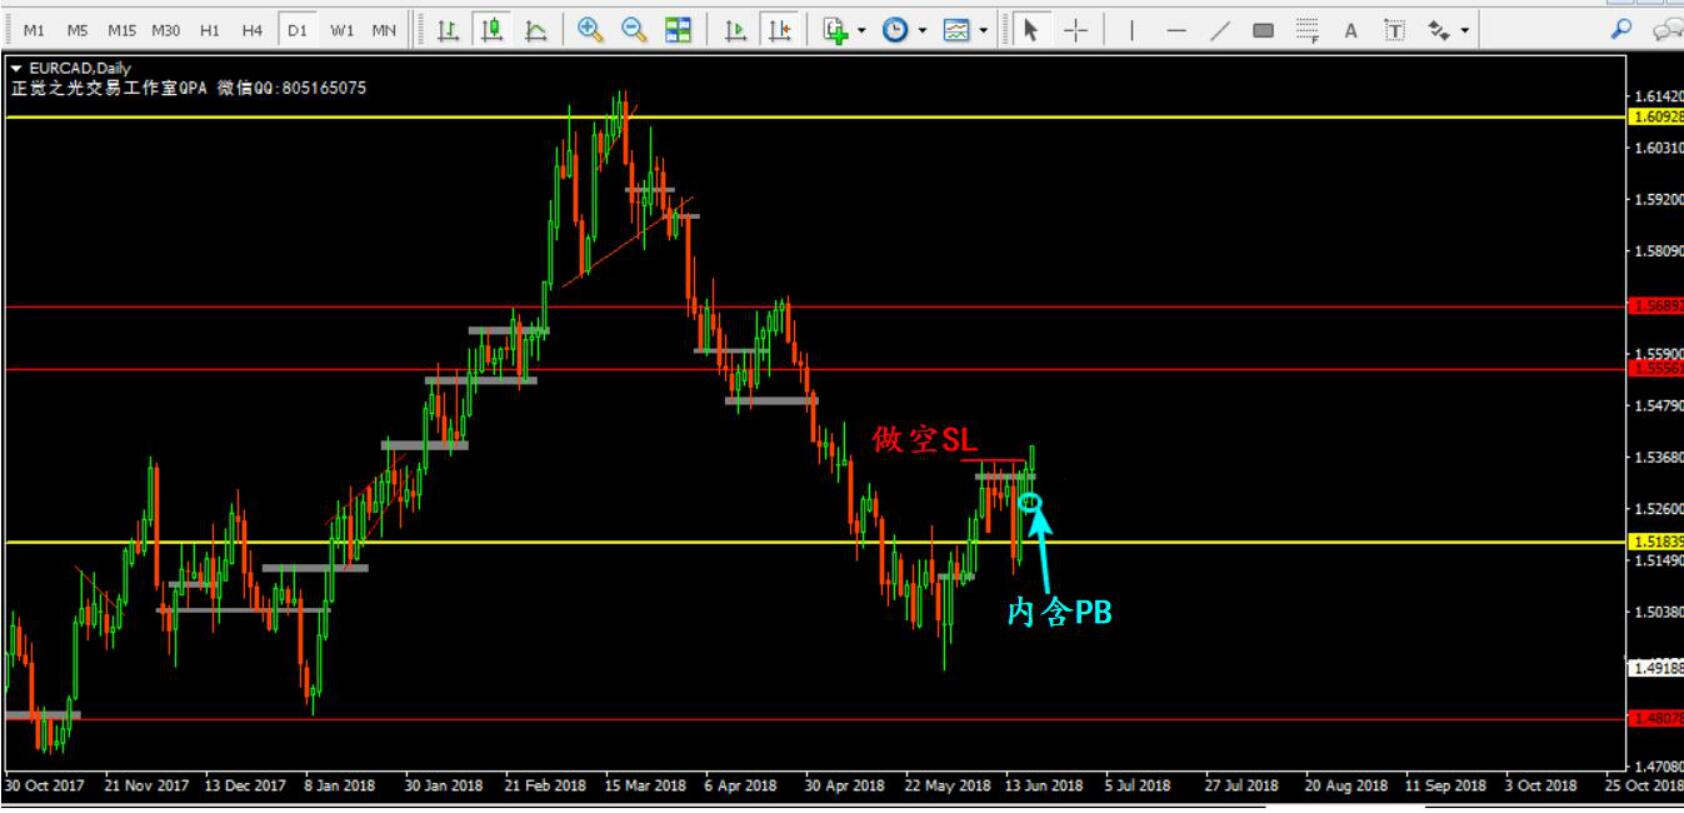 M1 M5 M15 M30 H1 H4 D1 W1 MN
F A T
EURCAD,Daily
正觉之光交易工作室QPA 微信QQ:805165075
1.61420
1.60928
1.60310
1.59200
1.58090
1.5689
1.55900
1.5556
1.54790
做空SL
1.53680
1.52600
1.51839
1.51490
内含PB
1.50380
1.49188
1.48078
1.47080
30 Oct 2017 21 Nov 2017 13 Dec 2017 8 Jan 2018 30 Jan 2018 21 Feb 2018 15 Mar 2018 6 Apr 2018 30 Apr 2018 22 May 2018 13 Jun 2018 5 Jul 2018 27 Jul 2018 20 Aug 2018 11 Sep 2018 3 Oct 2018 25 Oct 2018